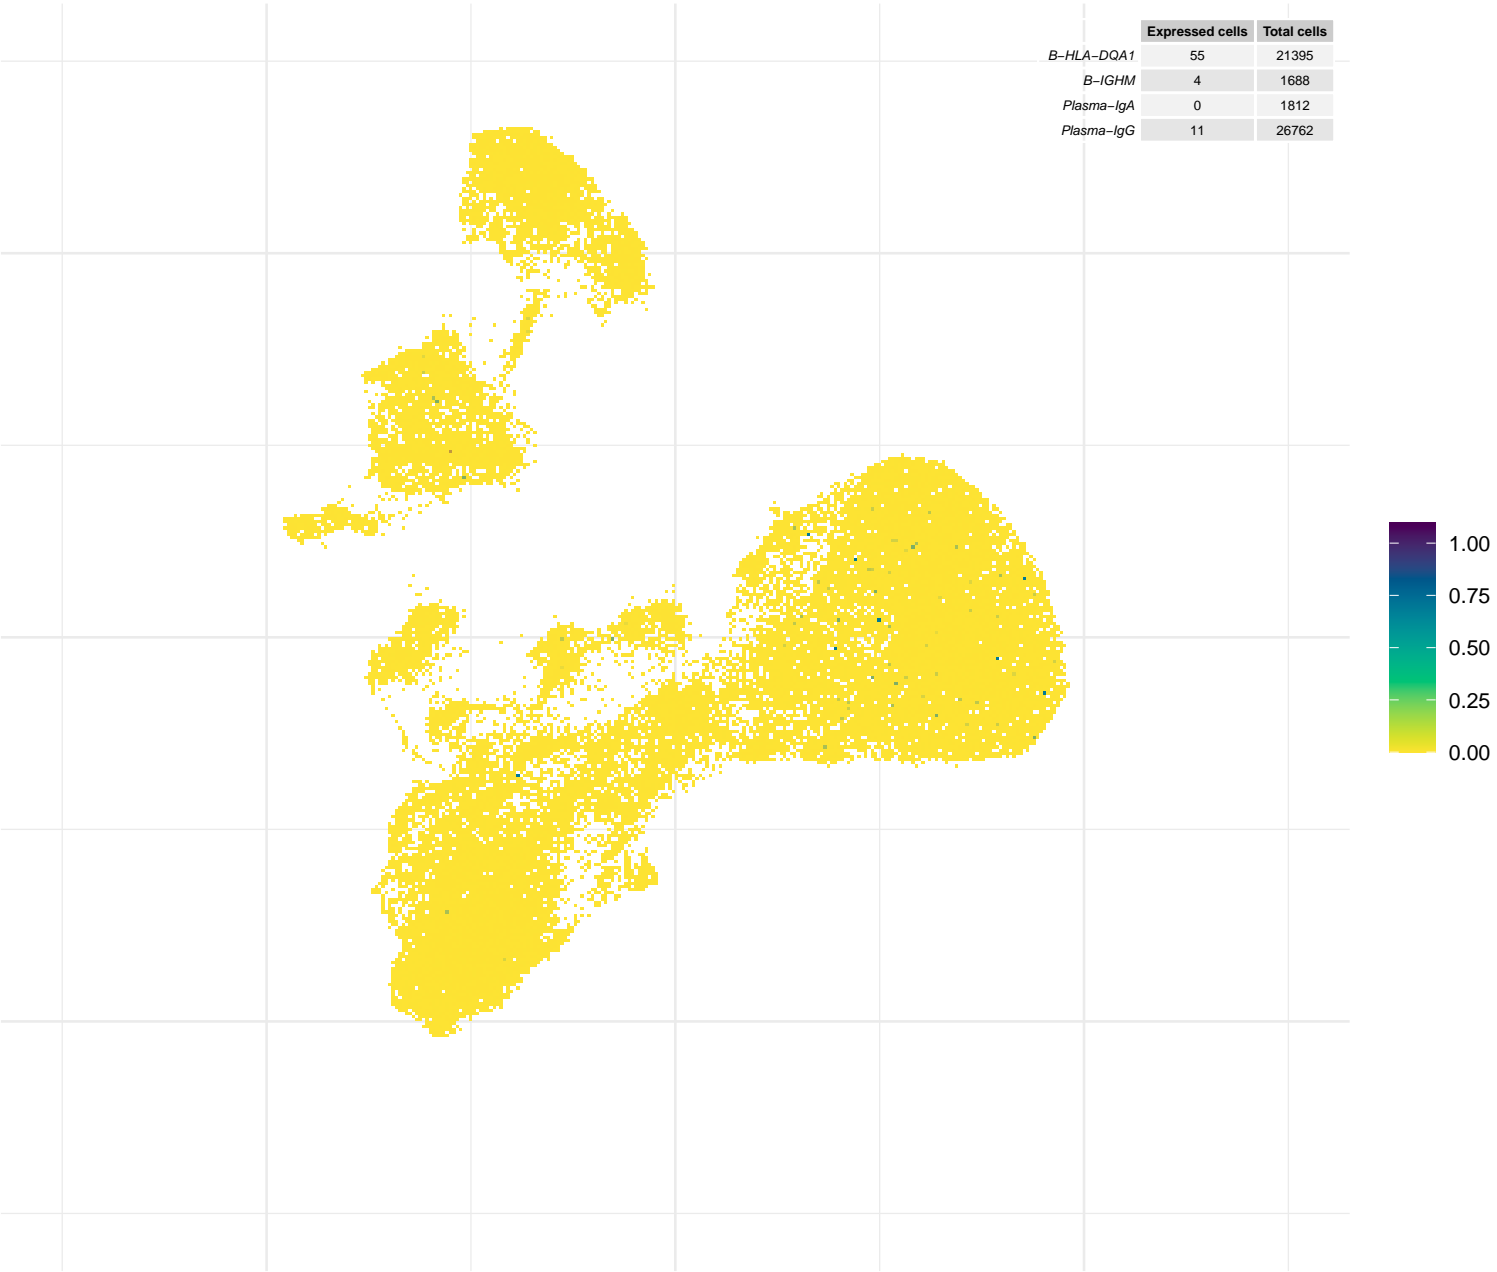 Expressed cells Total cells
B−HLA−DQA1 55 21395
B−IGHM 4 1688
Plasma−IgA 0 1812
Plasma−IgG 11 26762
1.00
0.75
0.50
0.25
0.00